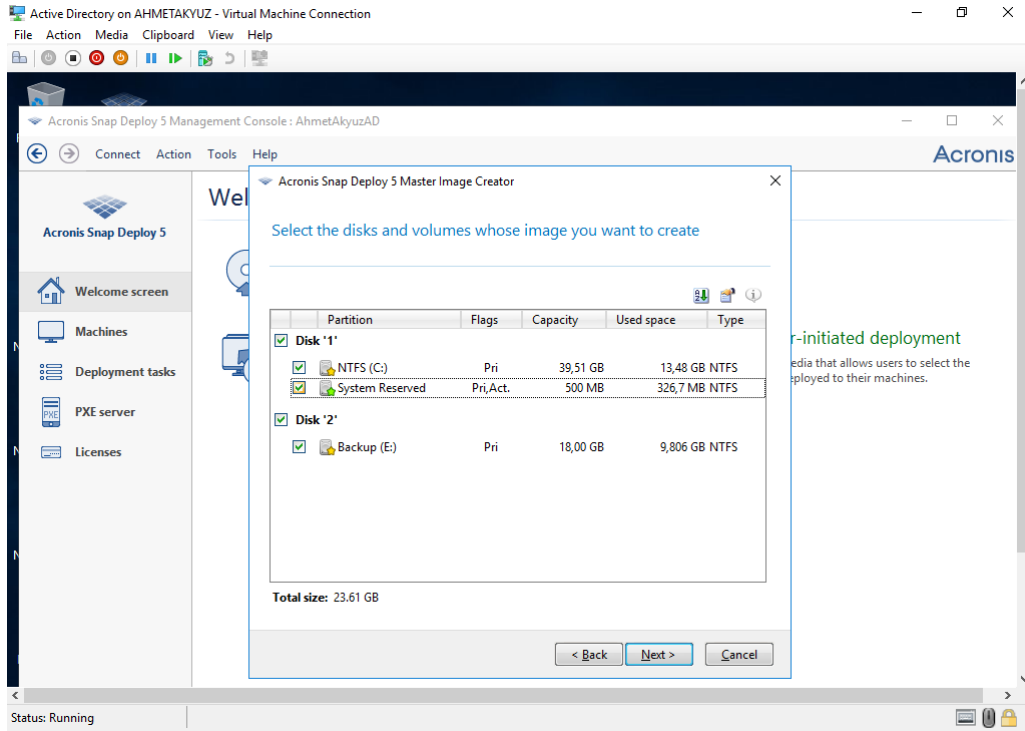 Active Directory on AHMETAKYUZ - Virtual Machine Connection
File Action Media Clipboard View Help
Acronis Snap Deploy 5 Management Console : AhmetAkyuzAD
Connect Action Tools Help
Acronis
Acronis Snap Deploy 5
Welcome screen
Machines
Deployment tasks
PXE
PXE server
Licenses
Wel
Acronis Snap Deploy 5 Master Image Creator
Select the disks and volumes whose image you want to create
Partition Flags Capacity Used space Type
Disk '1'
NTFS (C:) Pri 39,51 GB 13,48 GB NTFS
System Reserved Pri,Act. 500 MB 326,7 MB NTFS
Disk '2'
Backup (E:) Pri 18,00 GB 9,806 GB NTFS
Total size: 23.61 GB
< Back Next > Cancel
r-initiated deployment
edia that allows users to select the
eployed to their machines.
Status: Running